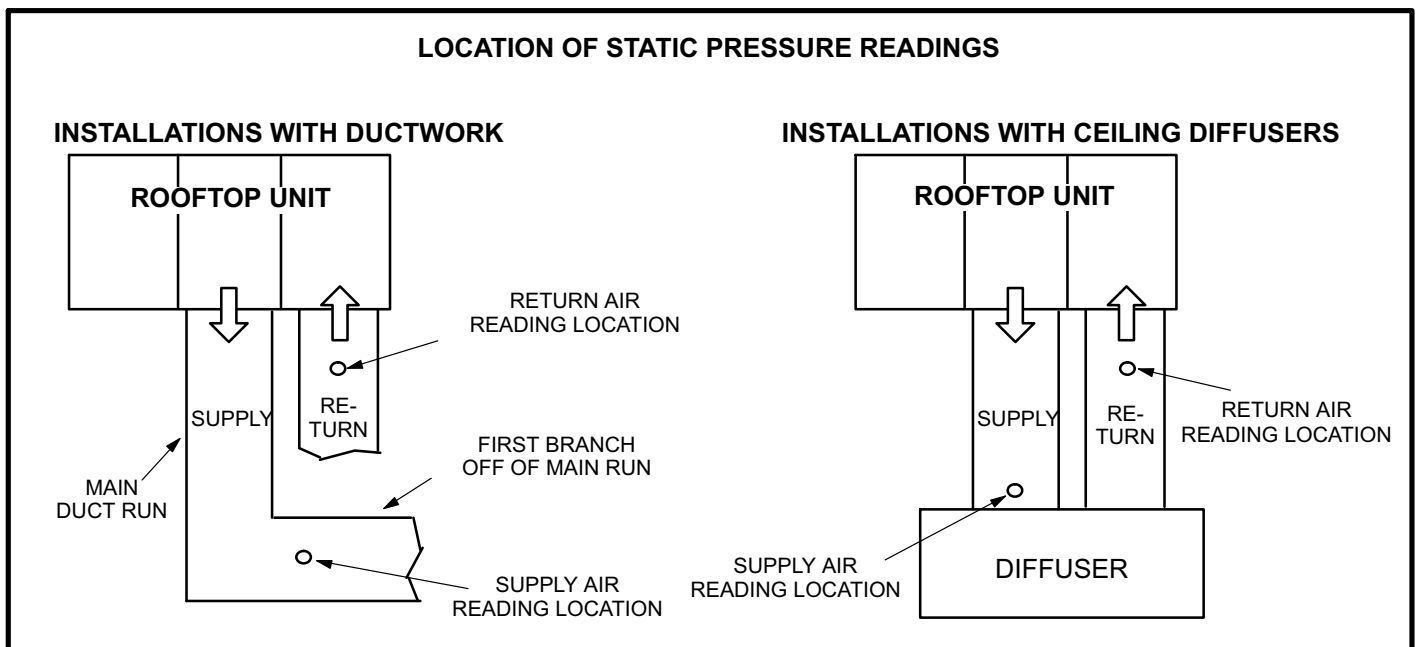 LOCATION OF STATIC PRESSURE READINGS
INSTALLATIONS WITH DUCTWORK
ROOFTOP UNIT
RETURN AIR
READING LOCATION
SUPPLY
RE-
TURN
FIRST BRANCH
OFF OF MAIN RUN
MAIN
DUCT RUN
SUPPLY AIR
READING LOCATION
INSTALLATIONS WITH CEILING DIFFUSERS
ROOFTOP UNIT
SUPPLY
RE-
TURN
RETURN AIR
READING LOCATION
SUPPLY AIR
READING LOCATION
DIFFUSER